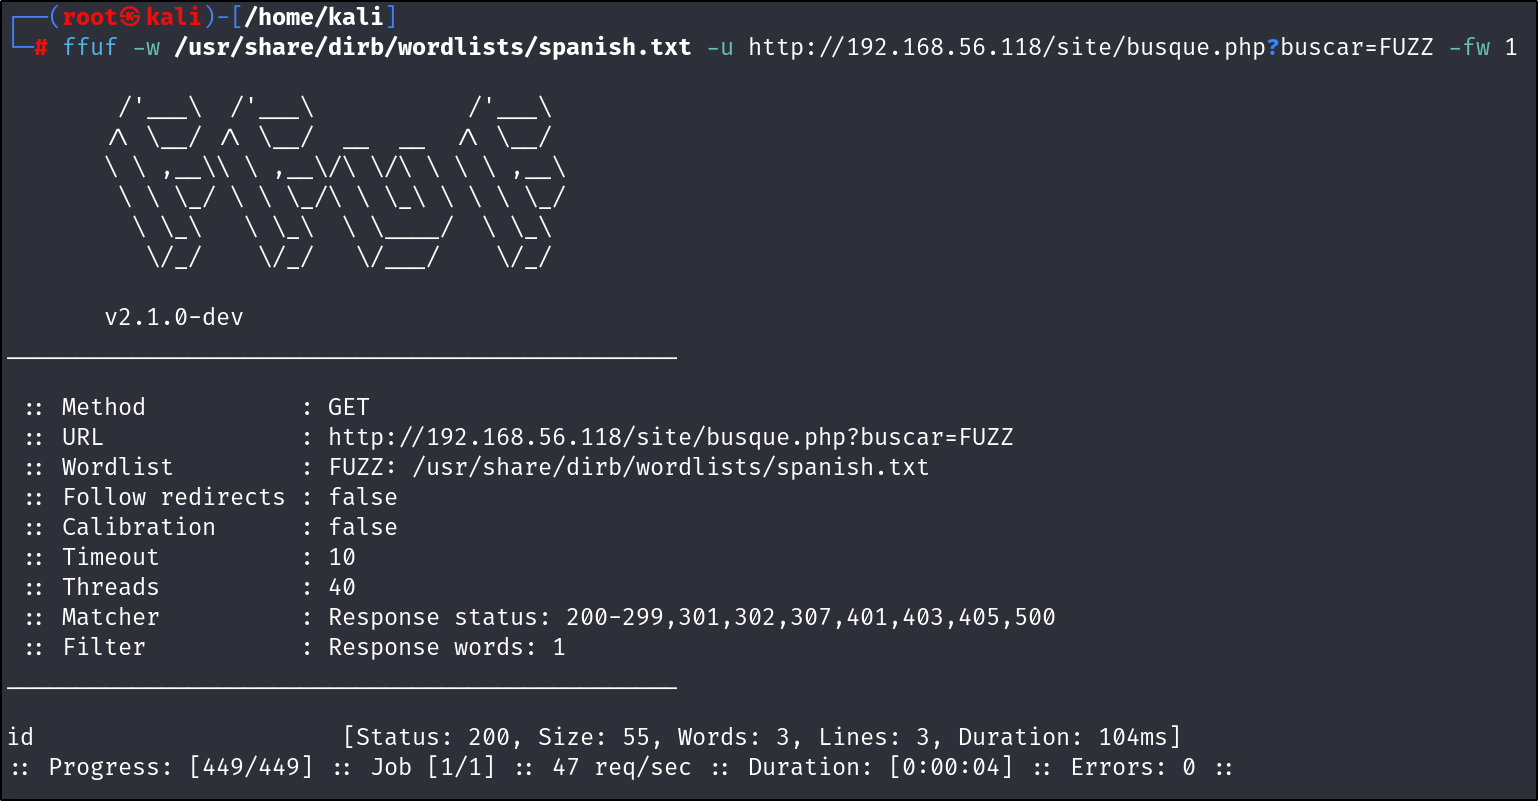 ┌──(root㉿kali)-[/home/kali]
└─# ffuf -w /usr/share/dirb/wordlists/spanish.txt -u http://192.168.56.118/site/busque.php?buscar=FUZZ -fw 1
        /'___\  /'___\           /'___\
       /\ \__/ /\ \__/  __  __  /\ \__/
       \ \ ,__\\ \ ,__\/\ \/\ \ \ \ ,__\
        \ \ \_/ \ \ \_/\ \ \_\ \ \ \ \_/
         \ \_\   \ \_\  \ \____/  \ \_\
          \/_/    \/_/   \/___/    \/_/
       v2.1.0-dev
________________________________________________
 :: Method           : GET
 :: URL              : http://192.168.56.118/site/busque.php?buscar=FUZZ
 :: Wordlist         : FUZZ: /usr/share/dirb/wordlists/spanish.txt
 :: Follow redirects : false
 :: Calibration      : false
 :: Timeout          : 10
 :: Threads          : 40
 :: Matcher          : Response status: 200-299,301,302,307,401,403,405,500
 :: Filter           : Response words: 1
________________________________________________
id                      [Status: 200, Size: 55, Words: 3, Lines: 3, Duration: 104ms]
:: Progress: [449/449] :: Job [1/1] :: 47 req/sec :: Duration: [0:00:04] :: Errors: 0 ::